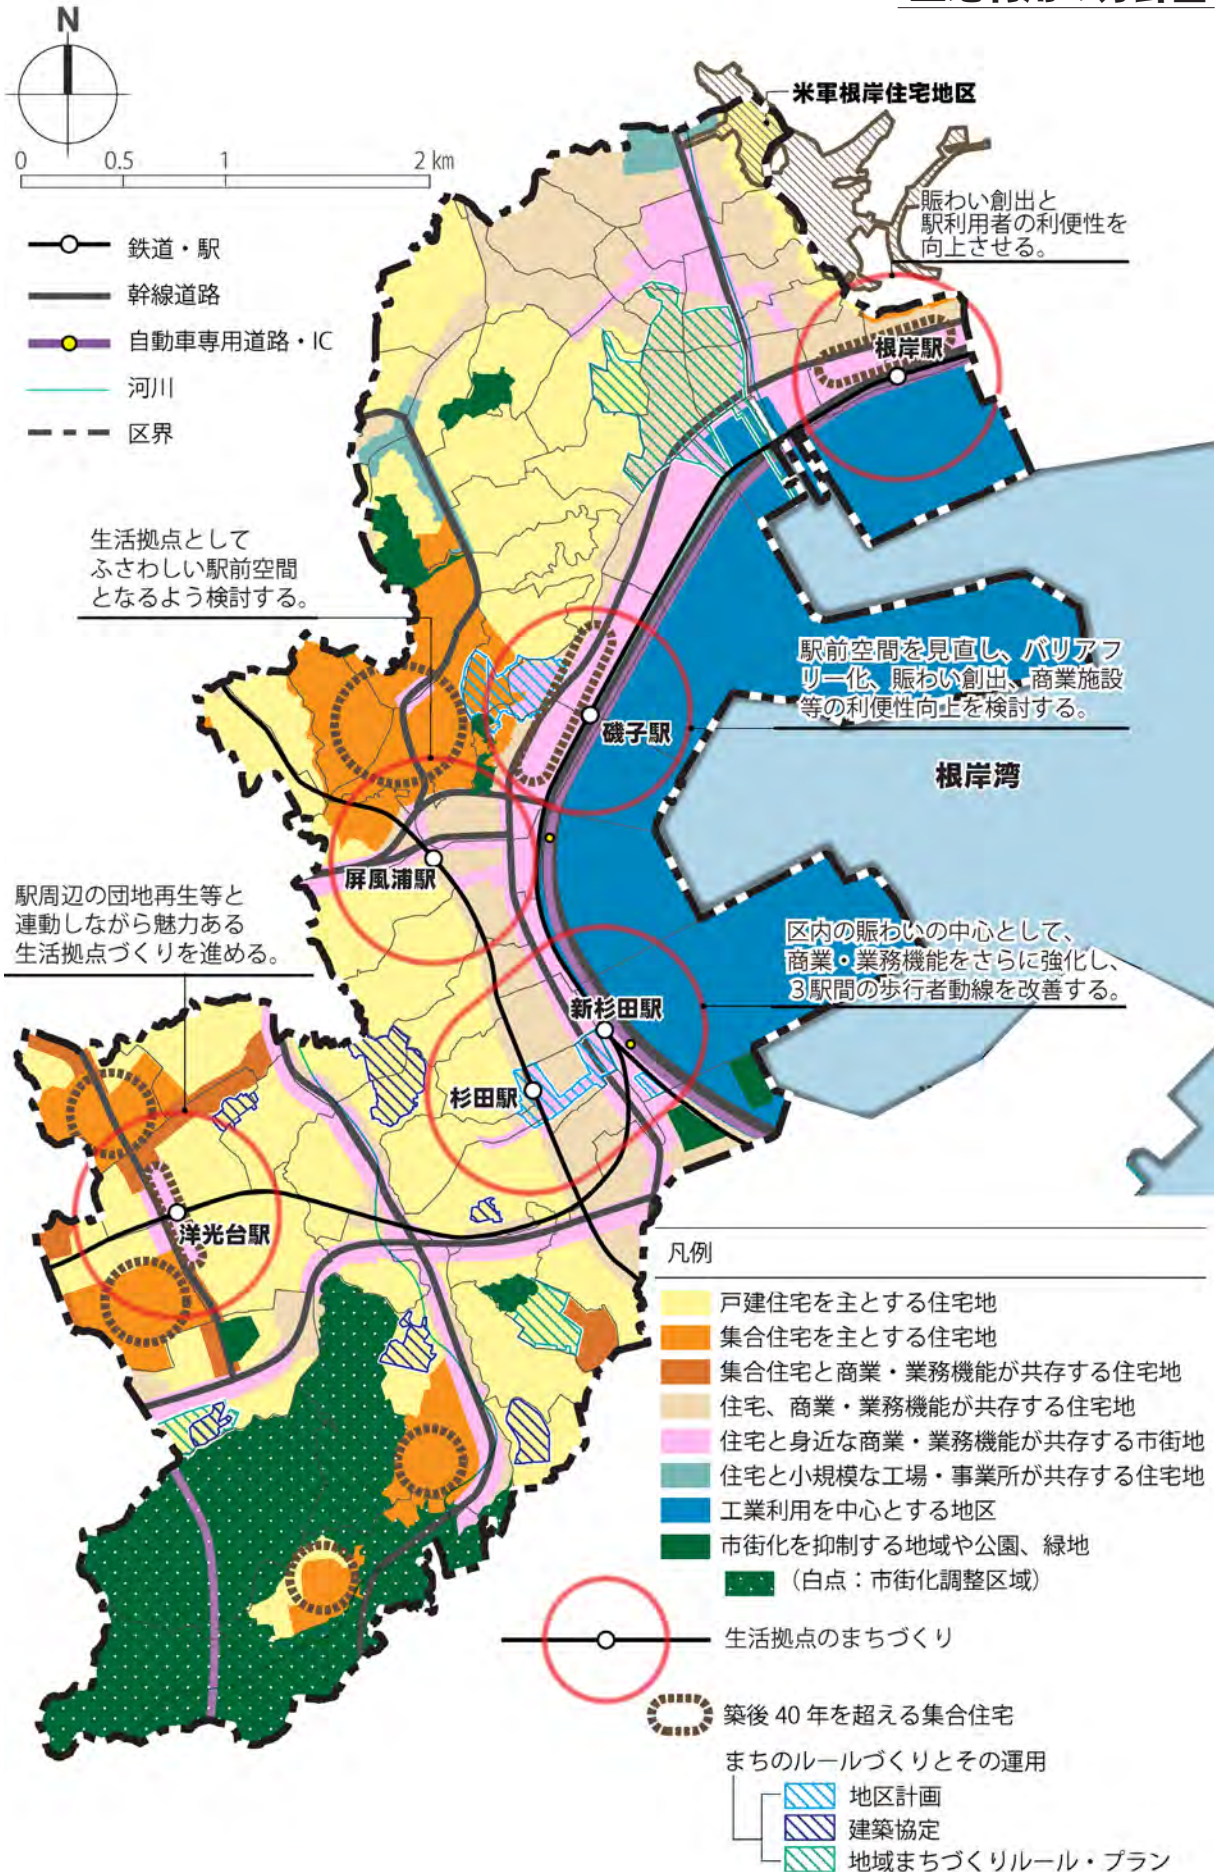 N
0 0.5 1 2 km
鉄道・駅
幹線道路
自動車専用道路・IC
河川
区界
米軍根岸住宅地区
賑わい創出と
駅利用者の利便性を
向上させる。
根岸駅
生活拠点として
ふさわしい駅前空間
となるよう検討する。
駅前空間を見直し、バリアフ
リー化、賑わい創出、商業施設
等の利便性向上を検討する。
磯子駅
根岸湾
屏風浦駅
駅周辺の団地再生等と
連動しながら魅力ある
生活拠点づくりを進める。
区内の賑わいの中心として、
商業・業務機能をさらに強化し、
3駅間の歩行者動線を改善する。
新杉田駅
杉田駅
洋光台駅
凡例
戸建住宅を主とする住宅地
集合住宅を主とする住宅地
集合住宅と商業・業務機能が共存する住宅地
住宅、商業・業務機能が共存する住宅地
住宅と身近な商業・業務機能が共存する市街地
住宅と小規模な工場・事業所が共存する住宅地
工業利用を中心とする地区
市街化を抑制する地域や公園、緑地
（白点：市街化調整区域）
生活拠点のまちづくり
築後 40 年を超える集合住宅
まちのルールづくりとその運用
地区計画
建築協定
地域まちづくりルール・プラン